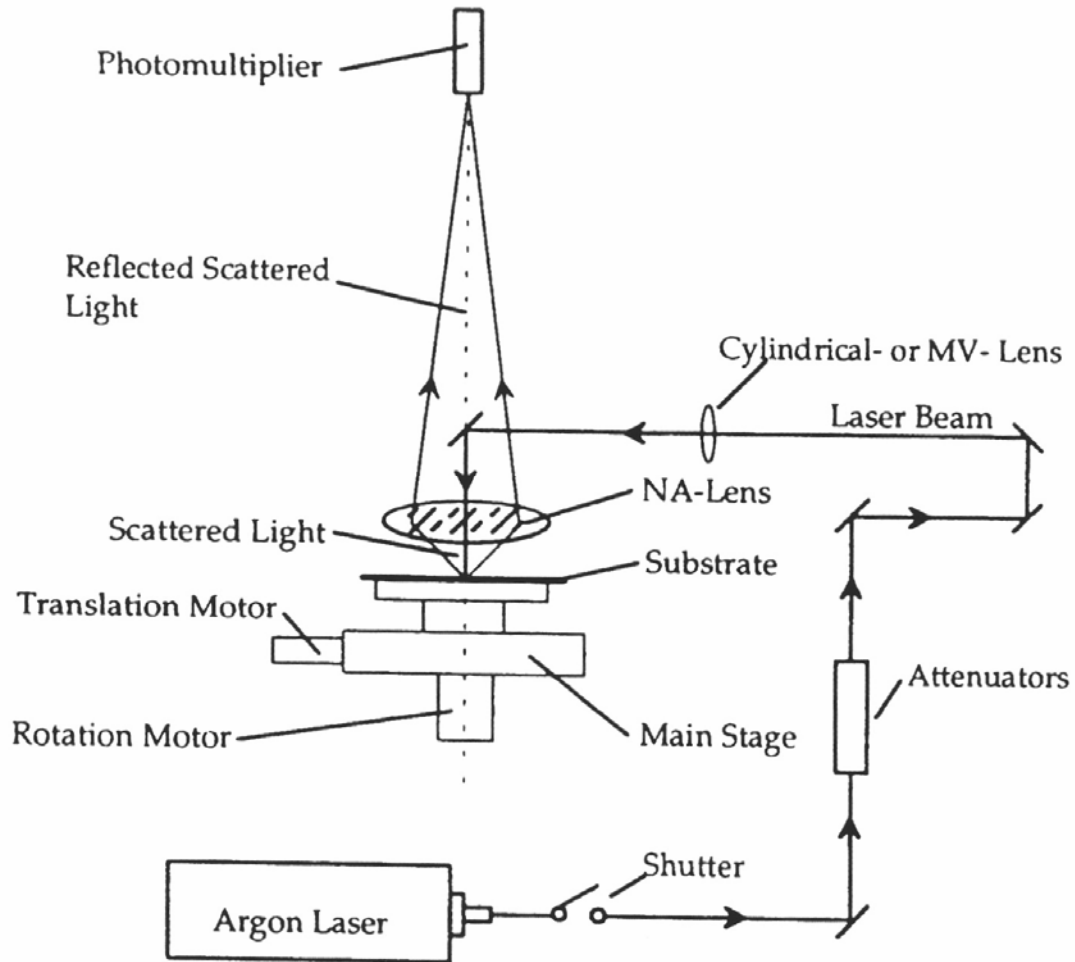 Photomultiplier
Reflected Scattered
Light
Cylindrical- or MV- Lens
Laser Beam
NA-Lens
Scattered Light
Substrate
Translation Motor
Attenuators
Rotation Motor
Main Stage
Shutter
Argon Laser